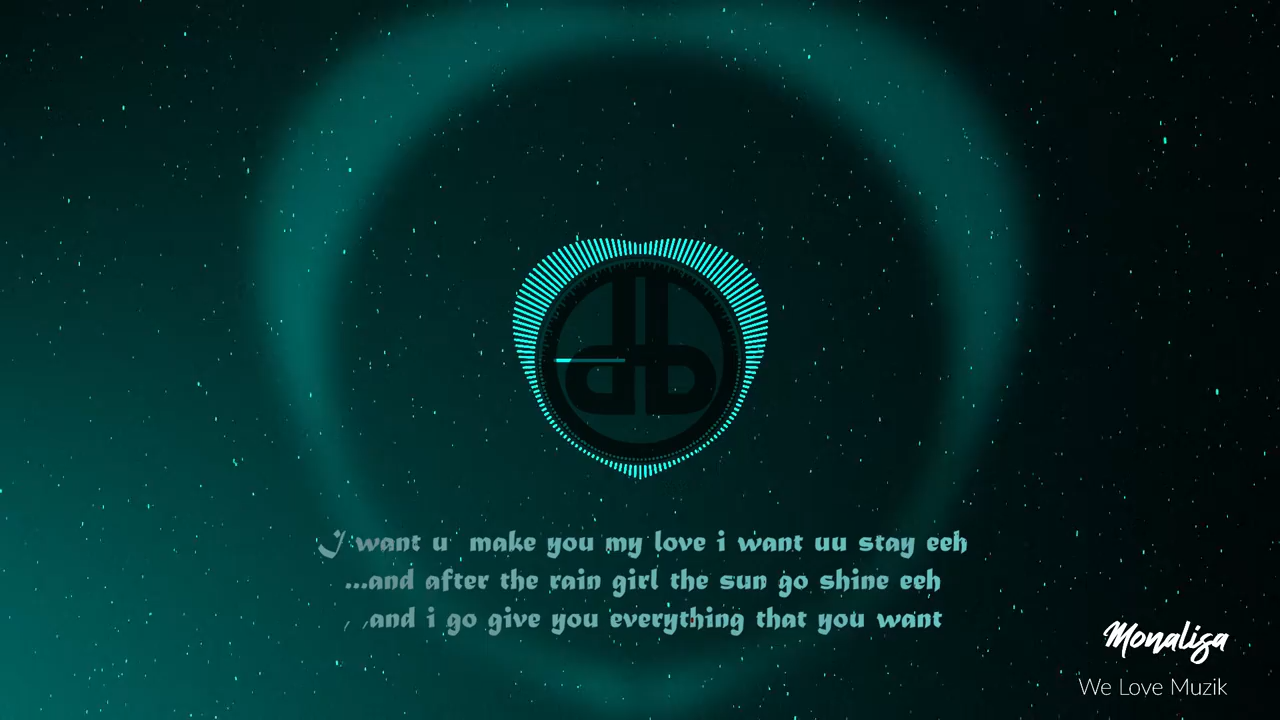 I want u make you my love i want uu stay eeh
...and after the rain girl the sun go shine eeh
, ,and i go give you everything that you want
Monalisa
We Love Muzik